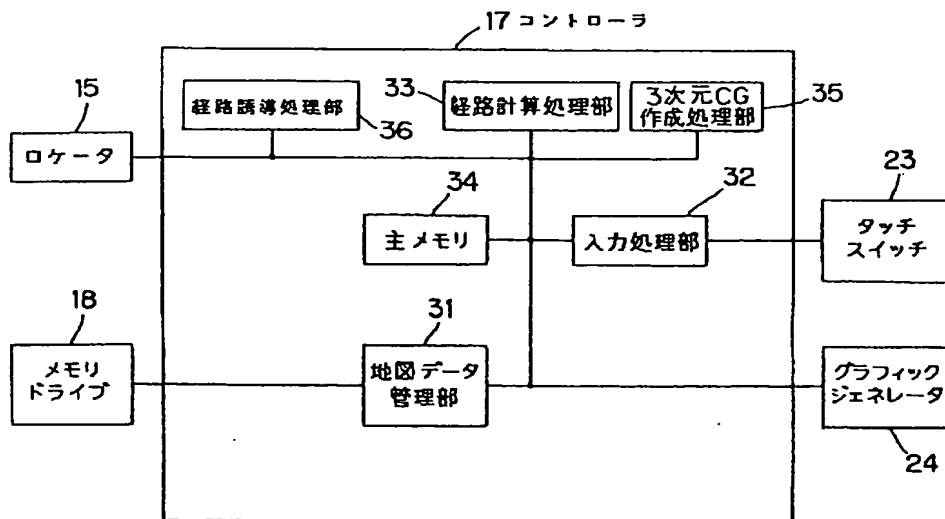 17 コントローラ
15
ロケータ
経路誘導処理部
36
33
経路計算処理部
3次元CG
作成処理部
35
34
主メモリ
32
入力処理部
23
タッチ
スイッチ
18
メモリ
ドライブ
31
地図データ
管理部
グラフィック
ジェネレータ
24